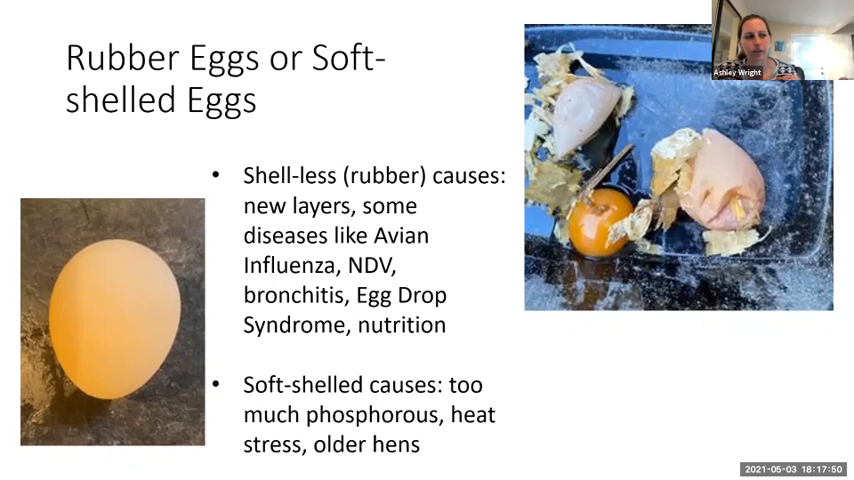 Rubber Eggs or Soft-
shelled Eggs
Ashley Wright
• Shell-less (rubber) causes:
new layers, some
diseases like Avian
Influenza, NDV,
bronchitis, Egg Drop
Syndrome, nutrition
• Soft-shelled causes: too
much phosphorous, heat
stress, older hens
2021-05-03 18:17:50